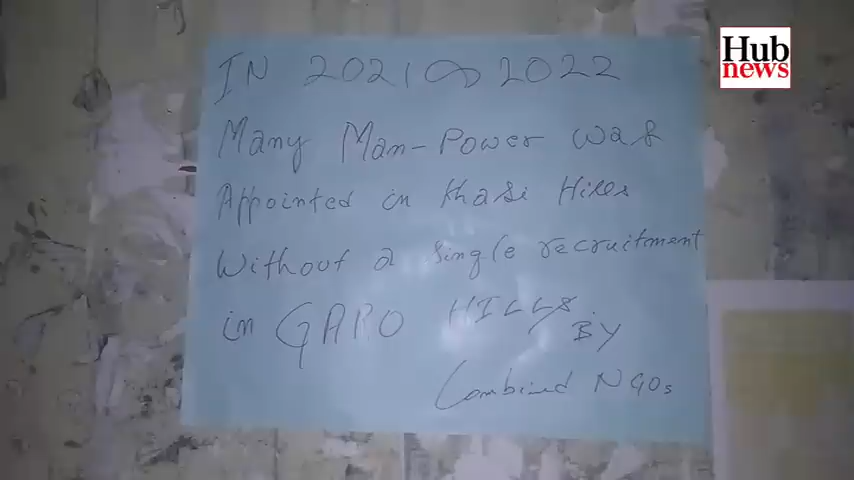 Hub
news
IN 2021 2022
Many Man-Power was
Appointed in Khasi Hills
Without a single recruitment
in GARO HILLS
BY
Combined NGOs